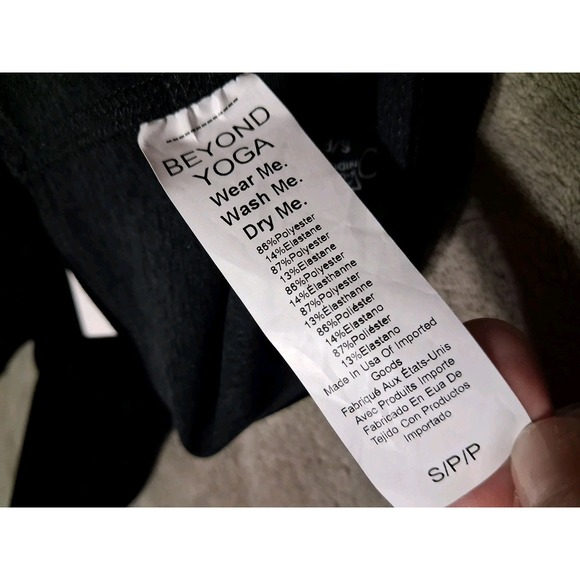 BEYOND
YOGA
Wear Me.
Wash Me.
Dry Me.
86%Polyester
14%Elastane
87%Polyester
13%Elastane
86%Polyester
14%Élasthanne
87%Polyester
13%Élasthanne
86%Poliéster
14%Elastano
87%Poliéster
13%Elastano
Made In Usa Of Imported
Goods
Fabriqué Aux États-Unis
Avec Produits Importe
Fabricado En Eua De
Tejido Con Productos
Importado
S/P/P